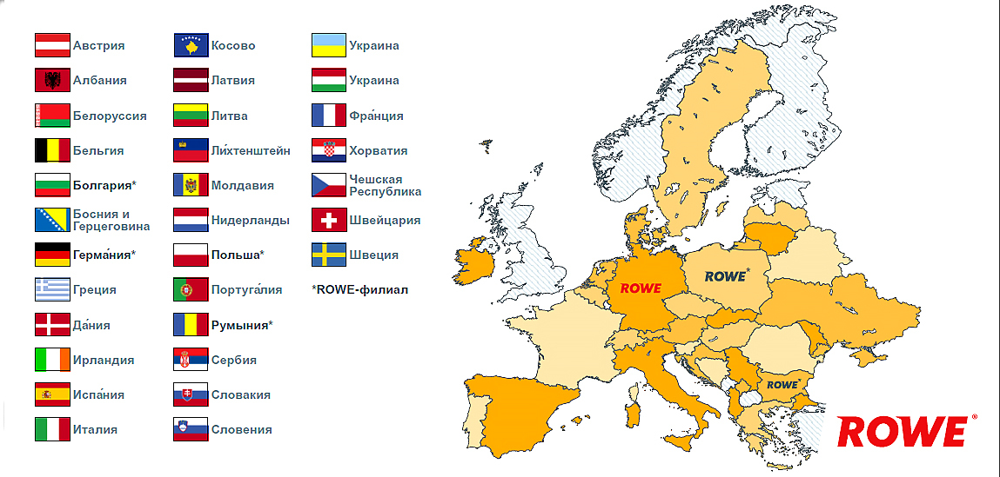 Австрия
Албания
Белоруссия
Бельгия
Болгария*
Босния и
Герцеговина
Герма́ния*
Греция
Да́ния
Ирландия
Испа́ния
Италия
Косово
Латвия
Литва
Ли́хтенштейн
Молдавия
Нидерланды
Польша*
Португа́лия
Румыния*
Сербия
Словакия
Словения
Украина
Украина
Фра́нция
Хорватия
Чешская
Республика
Швейцария
Швеция
*ROWE-филиал
ROWE*
ROWE
ROWE*
ROWE®